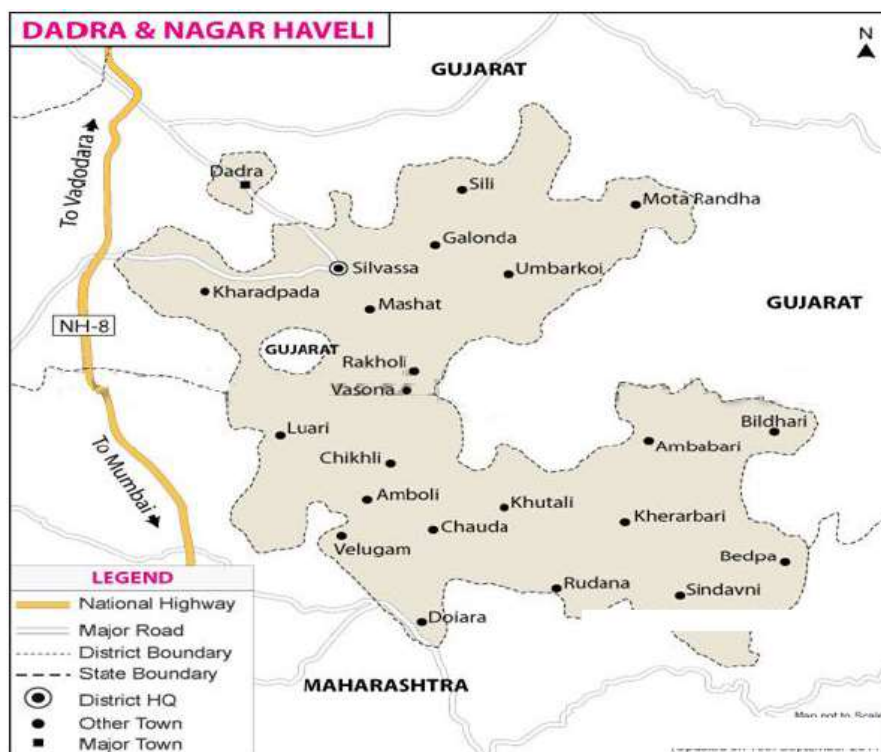 DADRA & NAGAR HAVELI
N
GUJARAT
To Vadodara
Dadra
Sili
Mota Randha
Galonda
Silvassa
Umbarkoi
Kharadpada
Mashat
GUJARAT
NH-8
GUJARAT
Rakholi
Vasona
Bildhari
Luari
Ambabari
Chikhli
To Mumbai
Amboli
Khutali
Kherarbari
Chauda
Velugam
Bedpa
LEGEND
Rudana
Sindavni
National Highway
Doiara
Major Road
District Boundary
State Boundary
MAHARASHTRA
District HQ
Map not to Scale
Other Town
Major Town